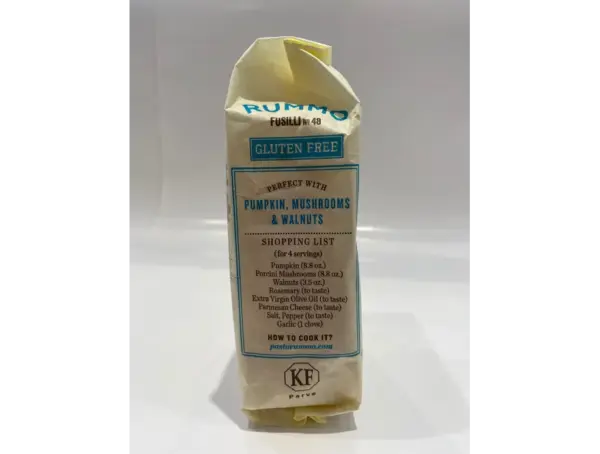 RUMMO
FUSILLI Nº 48
GLUTEN FREE
PERFECT WITH
PUMPKIN, MUSHROOMS
& WALNUTS
SHOPPING LIST
(for 4 servings)
Pumpkin (8.8 oz.)
Porcini Mushrooms (8.8 oz.)
Walnuts (3.5 oz.)
Rosemary (to taste)
Extra Virgin Olive Oil (to taste)
Parmesan Cheese (to taste)
Salt, Pepper (to taste)
Garlic (1 clove)
HOW TO COOK IT?
pastarummo.com
KF
Parve